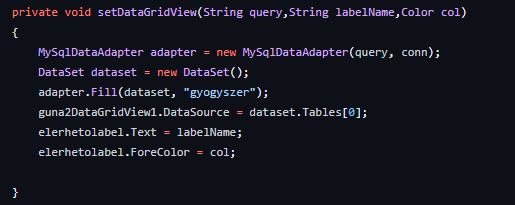 private void setDataGridView(String query,String labelName,Color col)
{
MySqlDataAdapter adapter = new MySqlDataAdapter(query, conn);
DataSet dataset = new DataSet();
adapter.Fill(dataset, "gyogyszer");
guna2DataGridView1.DataSource = dataset.Tables[0];
elerhetolabel.Text = labelName;
elerhetolabel.ForeColor = col;
}